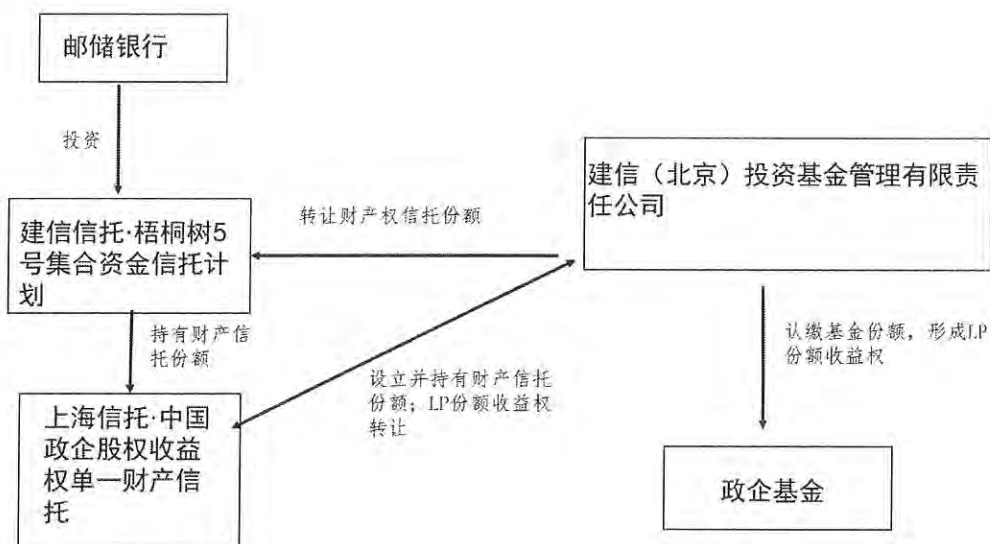 邮储银行
投资
建信（北京）投资基金管理有限责
任公司
转让财产权信托份额
建信信托·梧桐树5
号集合资金信托计
划
持有财产信
托份额
认缴基金份额，形成LP
份额收益权
设立并持有财产信托
份额；LP份额收益权
转让
上海信托·中国
政企股权收益
权单一财产信
托
政企基金